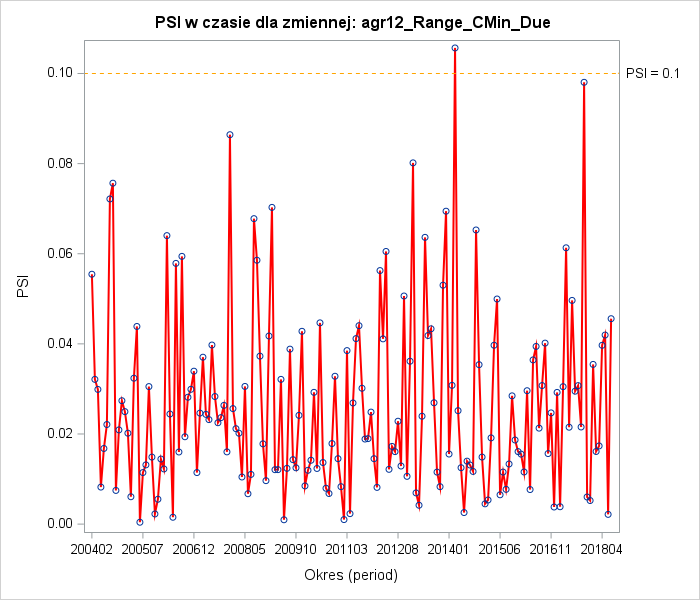 PSI w czasie dla zmiennej: agr12_Range_CMin_Due
0.10
PSI = 0.1
0.08
0.06
PSI
0.04
0.02
0.00
200402 200507 200612 200805 200910 201103 201208 201401 201506 201611 201804
Okres (period)